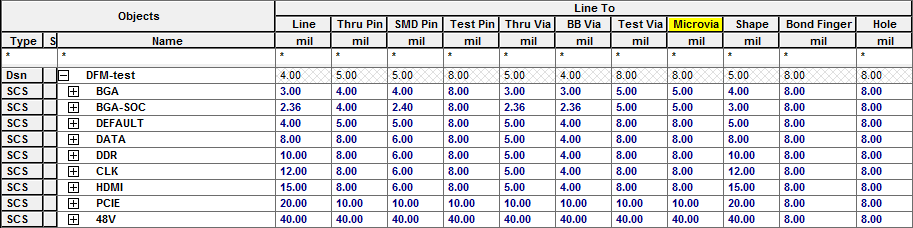 Objects Line To
Line Thru Pin SMD Pin Test Pin Thru Via BB Via Test Via Microvia Shape Bond Finger Hole
Type S Name mil mil mil mil mil mil mil mil mil mil mil
* * * * * * * * * * * * *
Dsn DFM-test 4.00 5.00 5.00 8.00 5.00 4.00 8.00 8.00 5.00 8.00 8.00
SCS BGA 3.00 4.00 4.00 8.00 3.00 3.00 5.00 5.00 4.00 8.00 8.00
SCS BGA-SOC 2.36 4.00 2.40 8.00 2.36 2.36 5.00 5.00 3.00 8.00 8.00
SCS DEFAULT 4.00 5.00 5.00 8.00 5.00 4.00 8.00 8.00 5.00 8.00 8.00
SCS DATA 8.00 8.00 6.00 8.00 5.00 4.00 8.00 8.00 8.00 8.00 8.00
SCS DDR 10.00 8.00 6.00 8.00 5.00 4.00 8.00 8.00 10.00 8.00 8.00
SCS CLK 12.00 8.00 6.00 8.00 5.00 4.00 8.00 8.00 12.00 8.00 8.00
SCS HDMI 15.00 8.00 6.00 8.00 5.00 4.00 8.00 8.00 15.00 8.00 8.00
SCS PCIE 20.00 10.00 10.00 10.00 10.00 10.00 10.00 10.00 20.00 8.00 8.00
SCS 48V 40.00 40.00 40.00 40.00 40.00 40.00 40.00 40.00 40.00 8.00 8.00